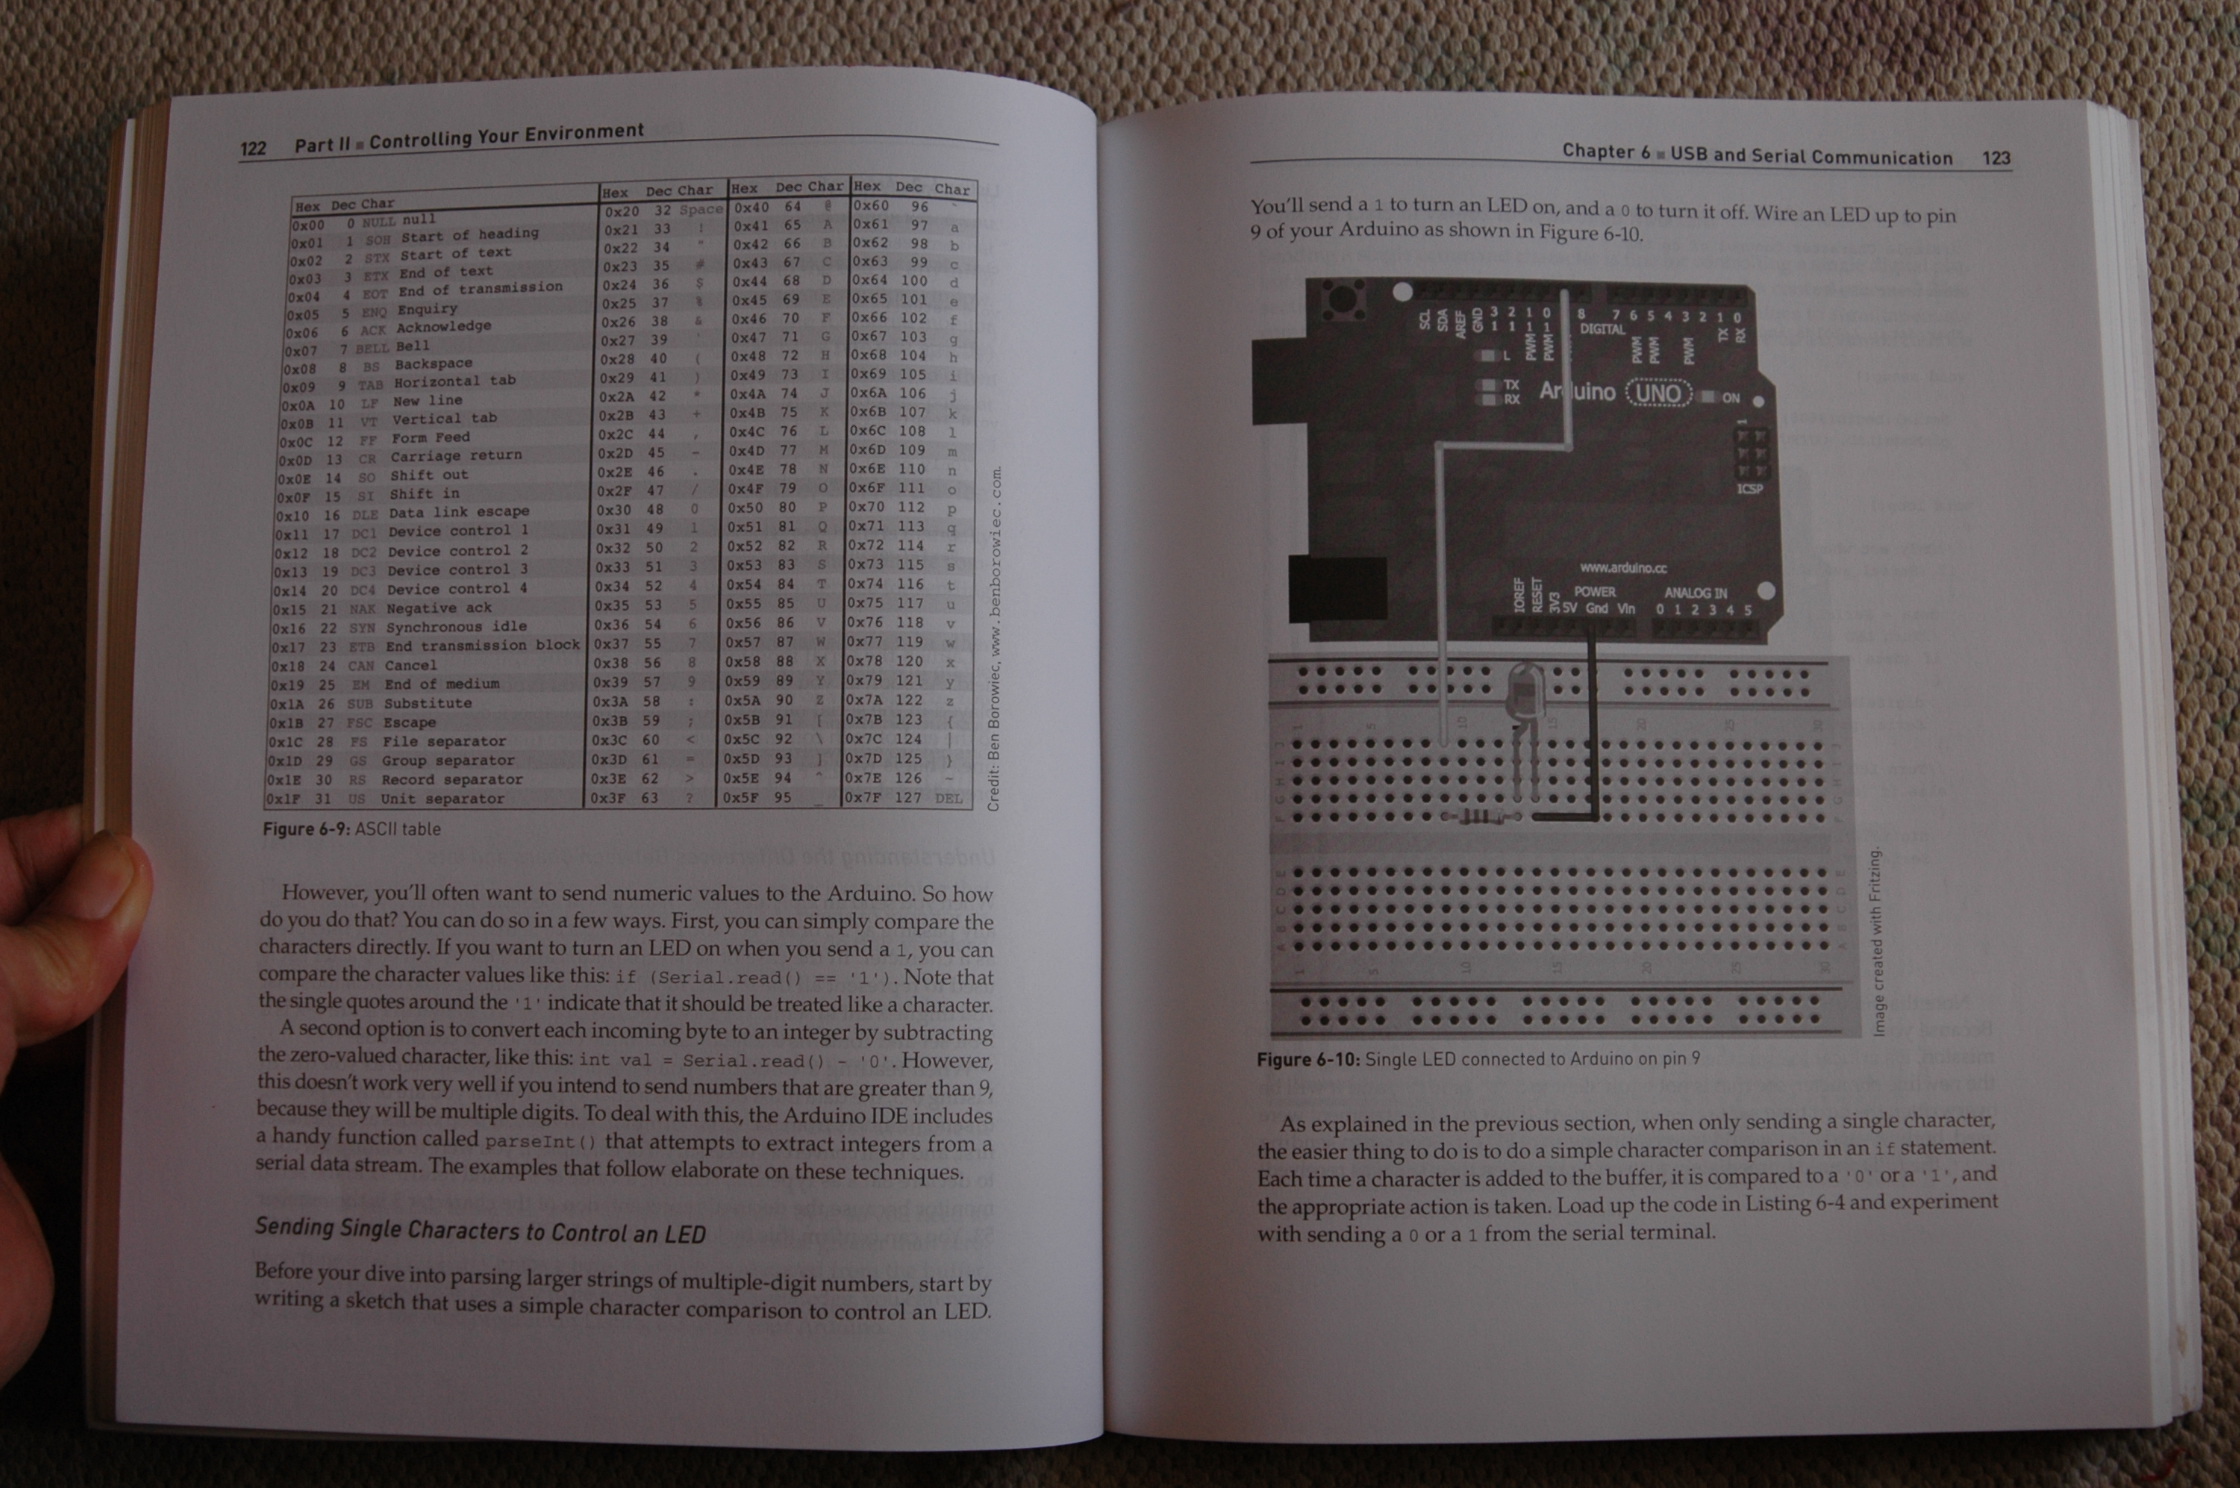 122 Part II ■ Controlling Your Environment
Hex Dec Char Hex Dec Char Hex Dec Char Hex Dec Char
0x00 0 NULL null 0x20 32 Space 0x40 64 @ 0x60 96 `
0x01 1 SOH Start of heading 0x21 33 ! 0x41 65 A 0x61 97 a
0x02 2 STX Start of text 0x22 34 " 0x42 66 B 0x62 98 b
0x03 3 ETX End of text 0x23 35 # 0x43 67 C 0x63 99 c
0x04 4 EOT End of transmission 0x24 36 $ 0x44 68 D 0x64 100 d
0x05 5 ENQ Enquiry 0x25 37 % 0x45 69 E 0x65 101 e
0x06 6 ACK Acknowledge 0x26 38 & 0x46 70 F 0x66 102 f
0x07 7 BELL Bell 0x27 39 ' 0x47 71 G 0x67 103 g
0x08 8 BS Backspace 0x28 40 ( 0x48 72 H 0x68 104 h
0x09 9 TAB Horizontal tab 0x29 41 ) 0x49 73 I 0x69 105 i
0x0A 10 LF New line 0x2A 42 * 0x4A 74 J 0x6A 106 j
0x0B 11 VT Vertical tab 0x2B 43 + 0x4B 75 K 0x6B 107 k
0x0C 12 FF Form Feed 0x2C 44 , 0x4C 76 L 0x6C 108 l
0x0D 13 CR Carriage return 0x2D 45 - 0x4D 77 M 0x6D 109 m
0x0E 14 SO Shift out 0x2E 46 . 0x4E 78 N 0x6E 110 n
0x0F 15 SI Shift in 0x2F 47 / 0x4F 79 O 0x6F 111 o
0x10 16 DLE Data link escape 0x30 48 0 0x50 80 P 0x70 112 p
0x11 17 DC1 Device control 1 0x31 49 1 0x51 81 Q 0x71 113 q
0x12 18 DC2 Device control 2 0x32 50 2 0x52 82 R 0x72 114 r
0x13 19 DC3 Device control 3 0x33 51 3 0x53 83 S 0x73 115 s
0x14 20 DC4 Device control 4 0x34 52 4 0x54 84 T 0x74 116 t
0x15 21 NAK Negative ack 0x35 53 5 0x55 85 U 0x75 117 u
0x16 22 SYN Synchronous idle 0x36 54 6 0x56 86 V 0x76 118 v
0x17 23 ETB End transmission block 0x37 55 7 0x57 87 W 0x77 119 w
0x18 24 CAN Cancel 0x38 56 8 0x58 88 X 0x78 120 x
0x19 25 EM End of medium 0x39 57 9 0x59 89 Y 0x79 121 y
0x1A 26 SUB Substitute 0x3A 58 : 0x5A 90 Z 0x7A 122 z
0x1B 27 FSC Escape 0x3B 59 ; 0x5B 91 [ 0x7B 123 {
0x1C 28 FS File separator 0x3C 60 < 0x5C 92 \ 0x7C 124 |
0x1D 29 GS Group separator 0x3D 61 = 0x5D 93 ] 0x7D 125 }
0x1E 30 RS Record separator 0x3E 62 > 0x5E 94 ^ 0x7E 126 ~
0x1F 31 US Unit separator 0x3F 63 ? 0x5F 95 _ 0x7F 127 DEL
Credit: Ben Borowiec, www.benborowiec.com.
Figure 6-9: ASCII table
However, you'll often want to send numeric values to the Arduino. So how
do you do that? You can do so in a few ways. First, you can simply compare the
characters directly. If you want to turn an LED on when you send a 1, you can
compare the character values like this: if (Serial.read() == '1'). Note that
the single quotes around the '1' indicate that it should be treated like a character.
A second option is to convert each incoming byte to an integer by subtracting
the zero-valued character, like this: int val = Serial.read() - '0'. However,
this doesn't work very well if you intend to send numbers that are greater than 9,
because they will be multiple digits. To deal with this, the Arduino IDE includes
a handy function called parseInt() that attempts to extract integers from a
serial data stream. The examples that follow elaborate on these techniques.
Sending Single Characters to Control an LED
Before your dive into parsing larger strings of multiple-digit numbers, start by
writing a sketch that uses a simple character comparison to control an LED.
Chapter 6 ■ USB and Serial Communication 123
You'll send a 1 to turn an LED on, and a 0 to turn it off. Wire an LED up to pin
9 of your Arduino as shown in Figure 6-10.
SCL SDA AREF GND 13 12 11 10 8 7 6 5 4 3 2 1 0
PWM PWM DIGITAL PWM PWM PWM TX RX
L
TX
RX
Arduino UNO ON
1
ICSP
www.arduino.cc
POWER ANALOG IN
IOREF RESET 3V3 5V Gnd Vin 0 1 2 3 4 5
1 5 10 15 20 25 30
J
I
H
G
F
E
D
C
B
A
1 5 10 15 20 25 30
Image created with Fritzing.
Figure 6-10: Single LED connected to Arduino on pin 9
As explained in the previous section, when only sending a single character,
the easier thing to do is to do a simple character comparison in an if statement.
Each time a character is added to the buffer, it is compared to a '0' or a '1', and
the appropriate action is taken. Load up the code in Listing 6-4 and experiment
with sending a 0 or a 1 from the serial terminal.